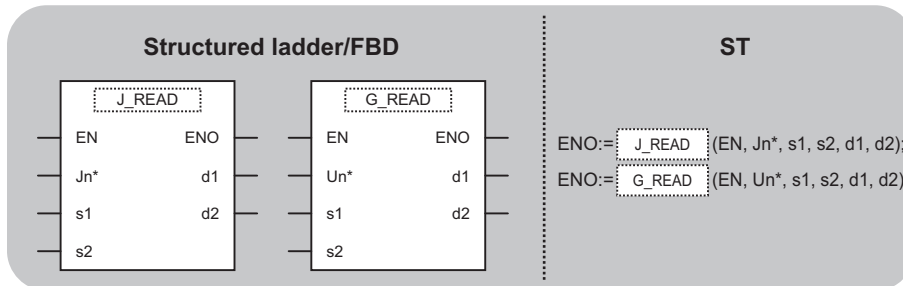 Structured ladder/FBD
J_READ
EN ENO
Jn* d1
s1 d2
s2
G_READ
EN ENO
Un* d1
s1 d2
s2
ST
ENO:= J_READ (EN, Jn*, s1, s2, d1, d2);
ENO:= G_READ (EN, Un*, s1, s2, d1, d2)